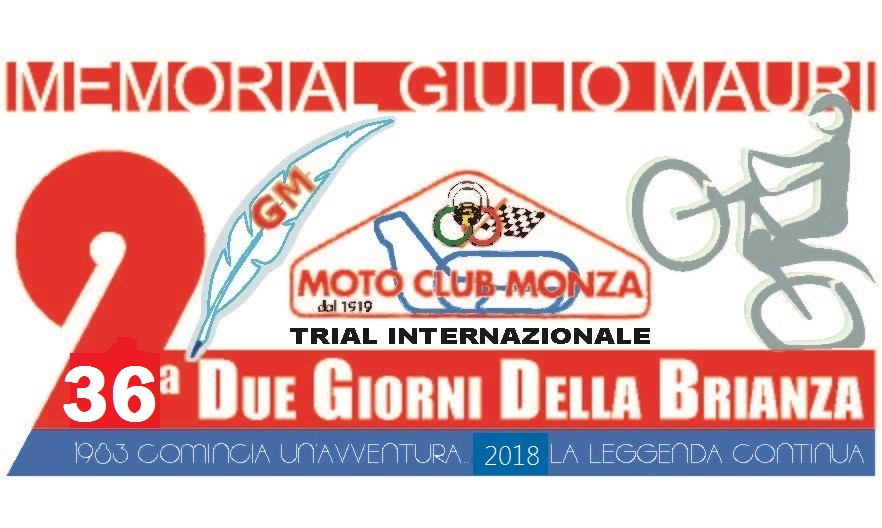 MEMORIAL GIULIO MAURI
2
GM
MOTO CLUB MONZA
dal 1919
TRIAL INTERNAZIONALE
36ª DUE GIORNI DELLA BRIANZA
1983 COMINCIA UN'AVVENTURA... 2018 LA LEGGENDA CONTINUA